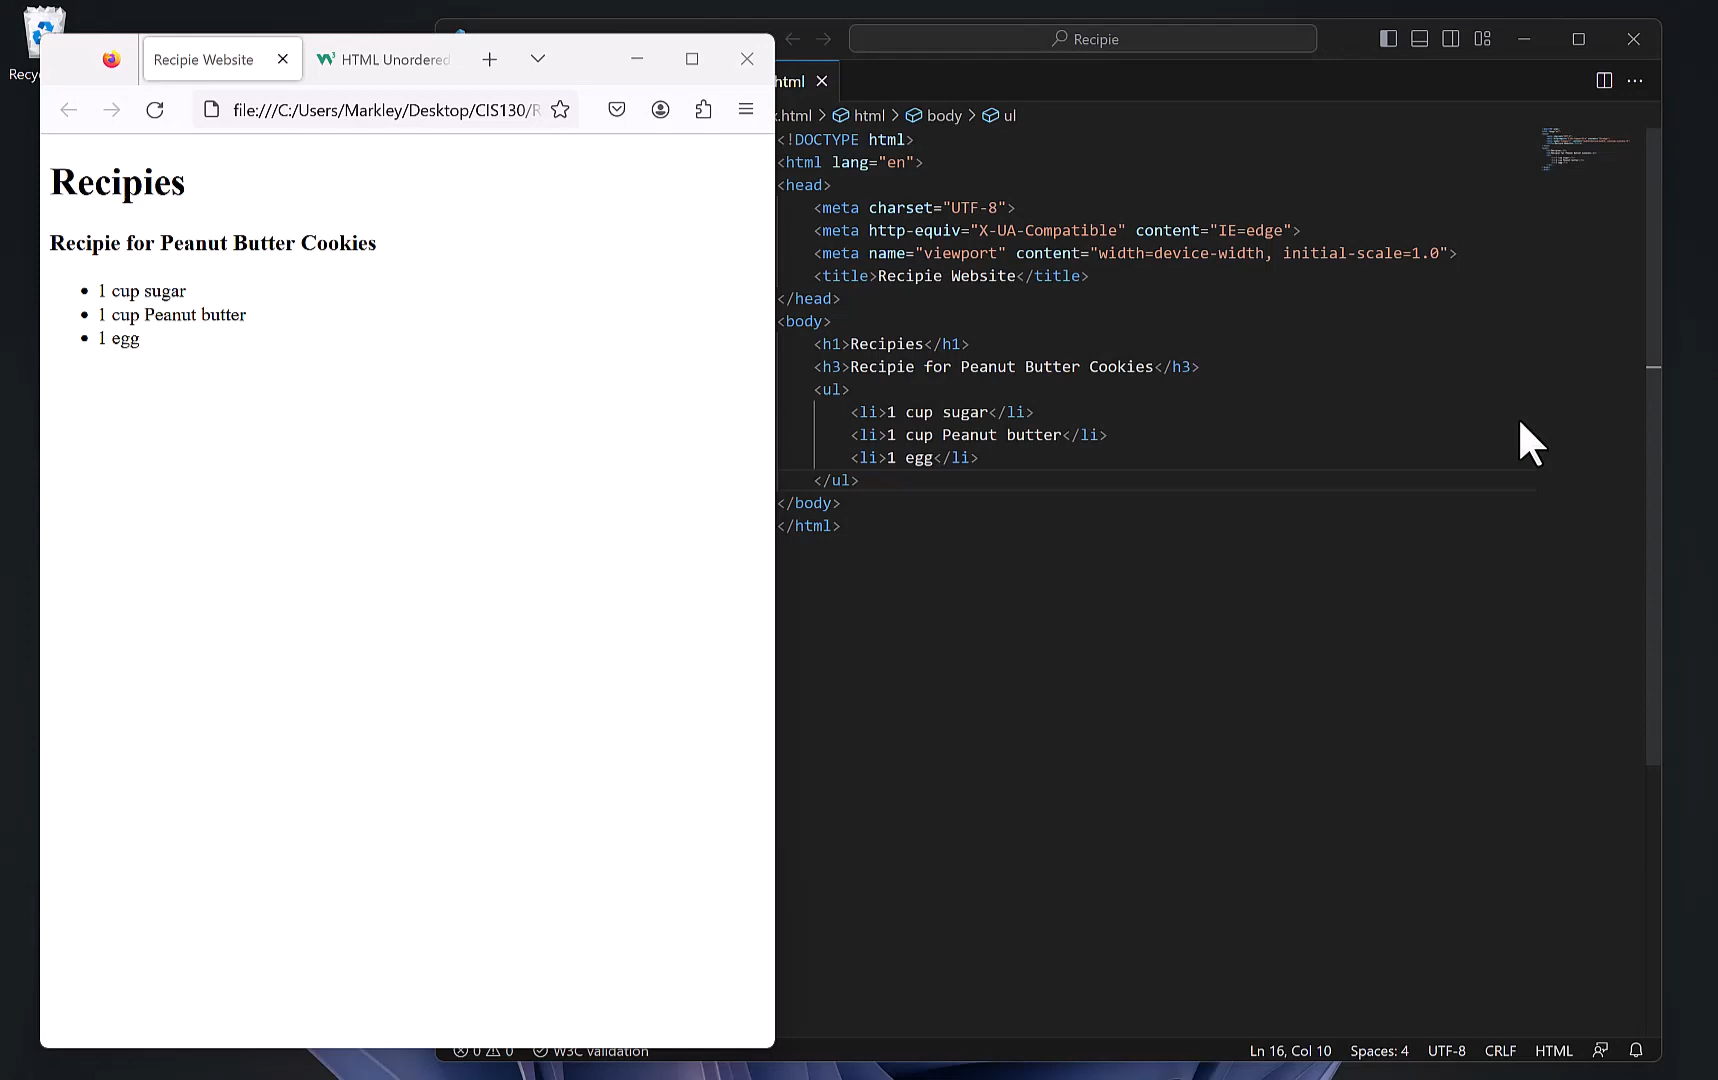 Recy
Recipie Website
HTML Unordered
file:///C:/Users/Markley/Desktop/CIS130/R
Recipies
Recipie for Peanut Butter Cookies
1 cup sugar
1 cup Peanut butter
1 egg
Recipie
html
.html > html > body > ul
<!DOCTYPE html>
<html lang="en">
<head>
<meta charset="UTF-8">
<meta http-equiv="X-UA-Compatible" content="IE=edge">
<meta name="viewport" content="width=device-width, initial-scale=1.0">
<title>Recipie Website</title>
</head>
<body>
<h1>Recipies</h1>
<h3>Recipie for Peanut Butter Cookies</h3>
<ul>
<li>1 cup sugar</li>
<li>1 cup Peanut butter</li>
<li>1 egg</li>
</ul>
</body>
</html>
0 0 W3C validation
Ln 16, Col 10 Spaces: 4 UTF-8 CRLF HTML